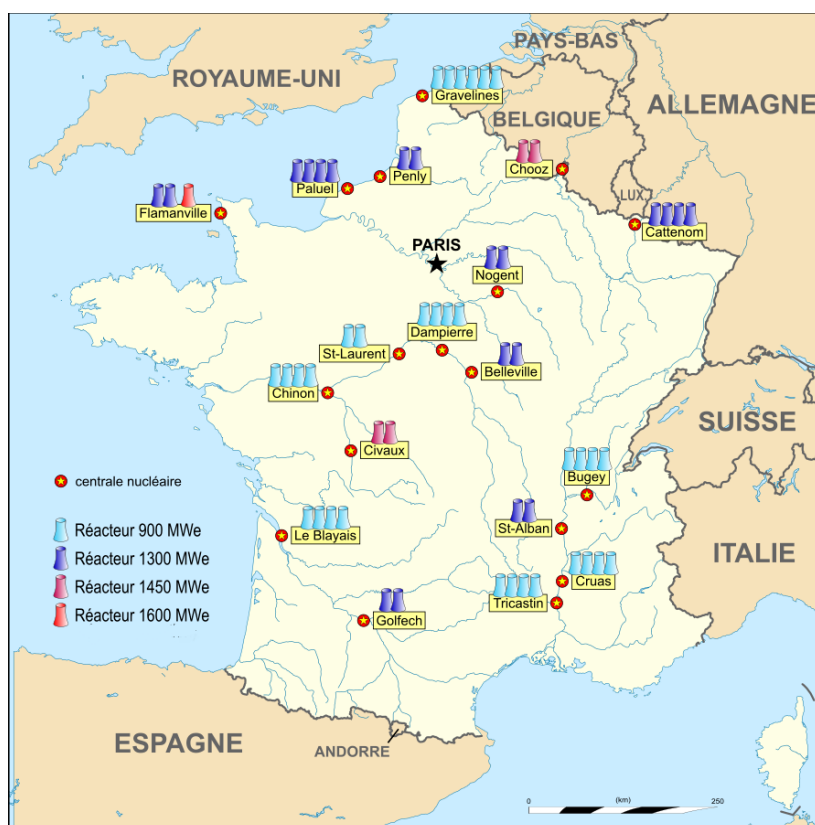 PAYS-BAS
ROYAUME-UNI
Gravelines
ALLEMAGNE
BELGIQUE
Penly
Chooz
Paluel
LUX.
Flamanville
Cattenom
PARIS
Nogent
Dampierre
St-Laurent
Belleville
Chinon
SUISSE
Civaux
Bugey
centrale nucléaire
St-Alban
Réacteur 900 MWe
Le Blayais
Réacteur 1300 MWe
ITALIE
Réacteur 1450 MWe
Cruas
Tricastin
Réacteur 1600 MWe
Golfech
ESPAGNE
ANDORRE
0 (km) 250